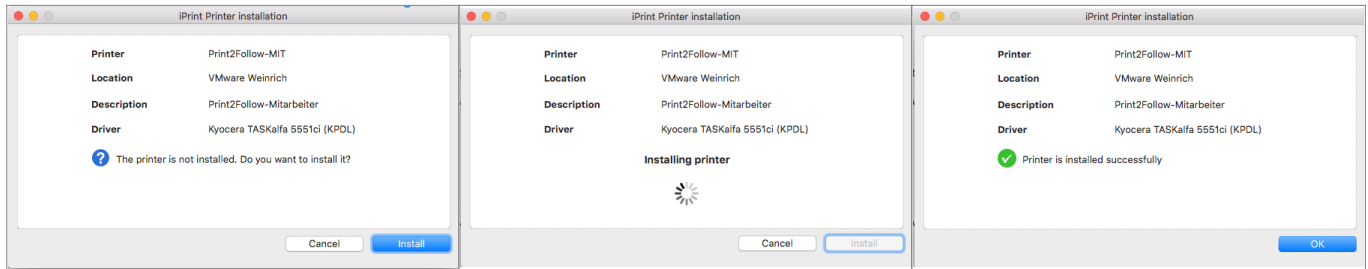 iPrint Printer installation
Printer Print2Follow-MIT
Location VMware Weinrich
Description Print2Follow-Mitarbeiter
Driver Kyocera TASKalfa 5551ci (KPDL)
? The printer is not installed. Do you want to install it?
Cancel Install
iPrint Printer installation
Printer Print2Follow-MIT
Location VMware Weinrich
Description Print2Follow-Mitarbeiter
Driver Kyocera TASKalfa 5551ci (KPDL)
Installing printer
Cancel Install
iPrint Printer installation
Printer Print2Follow-MIT
Location VMware Weinrich
Description Print2Follow-Mitarbeiter
Driver Kyocera TASKalfa 5551ci (KPDL)
Printer is installed successfully
OK